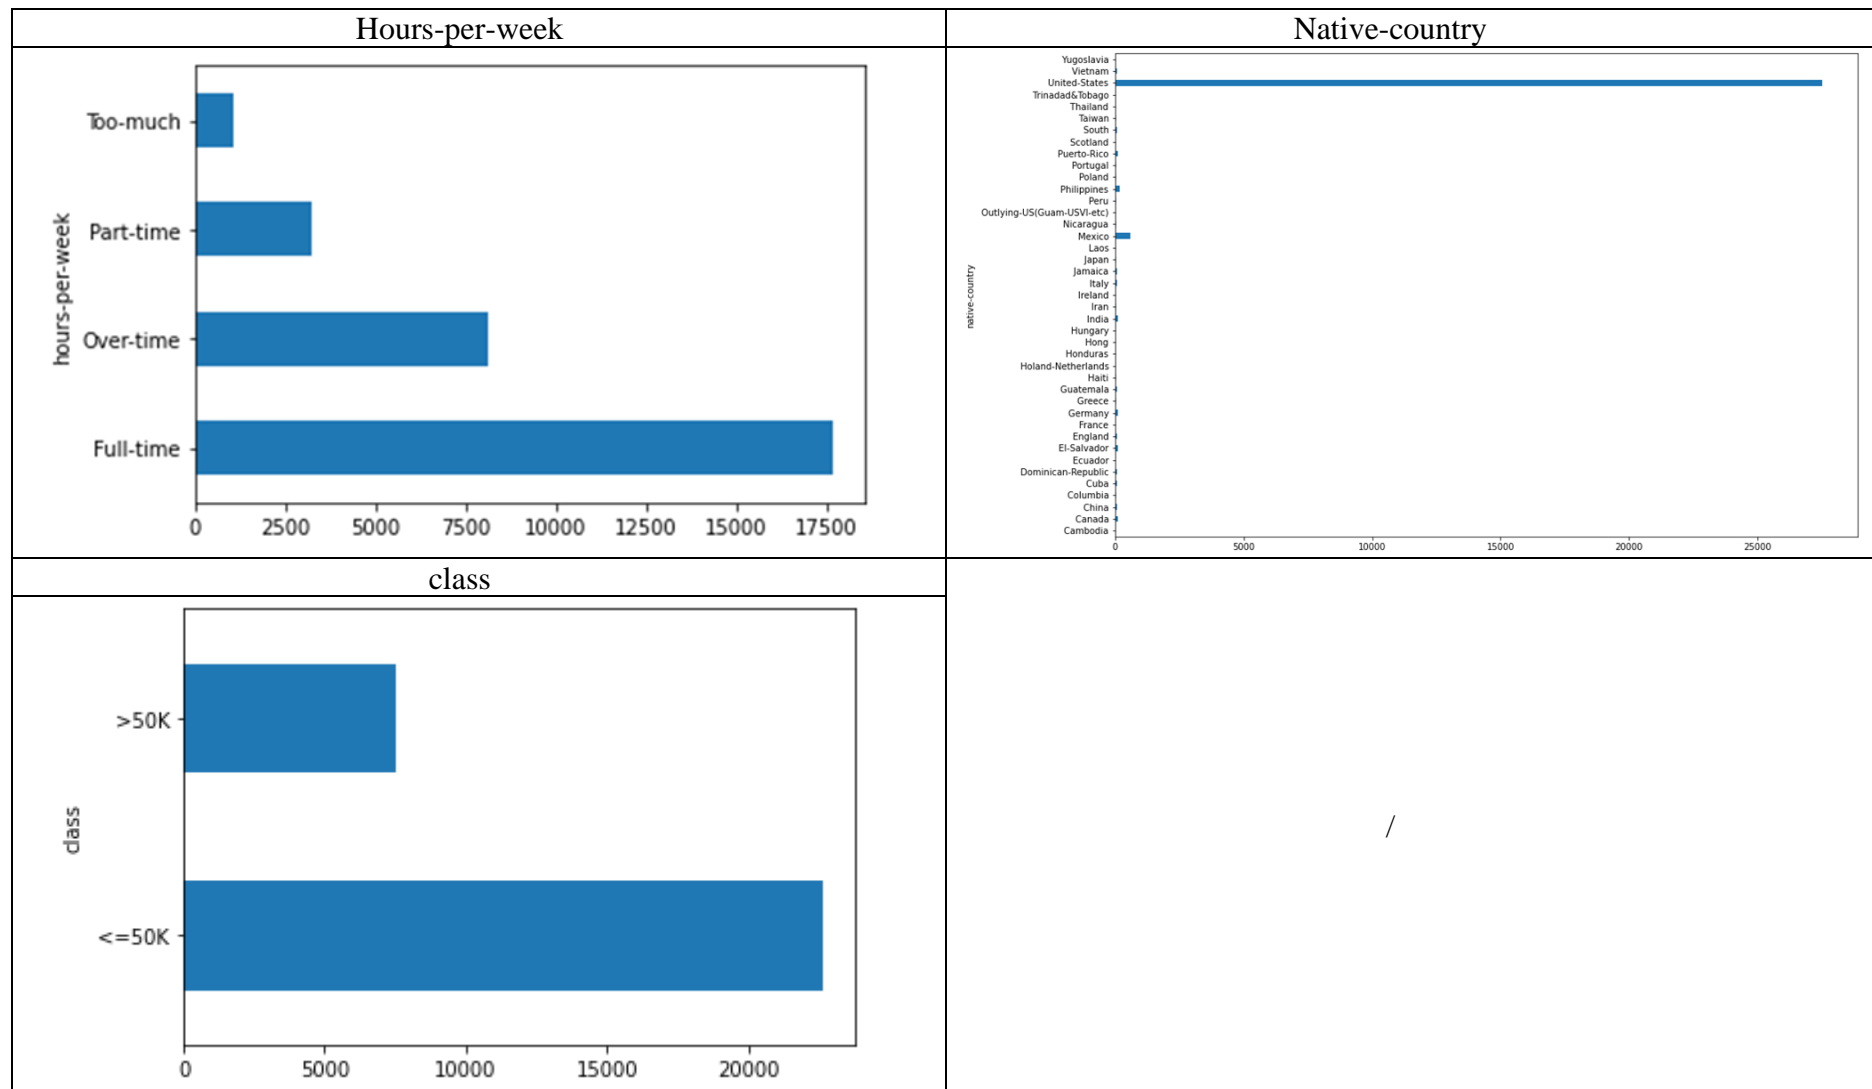 Hours-per-week
Native-country
Too-much
Part-time
Over-time
Full-time
hours-per-week
0 2500 5000 7500 10000 12500 15000 17500
Yugoslavia
Vietnam
United-States
Trinadad&Tobago
Thailand
Taiwan
South
Scotland
Puerto-Rico
Portugal
Poland
Philippines
Peru
Outlying-US(Guam-USVI-etc)
Nicaragua
Mexico
Laos
Japan
Jamaica
Italy
Ireland
Iran
India
Hungary
Hong
Honduras
Holand-Netherlands
Haiti
Guatemala
Greece
Germany
France
England
El-Salvador
Ecuador
Dominican-Republic
Cuba
Columbia
China
Canada
Cambodia
native-country
0 5000 10000 15000 20000 25000
class
>50K
<=50K
class
0 5000 10000 15000 20000
/